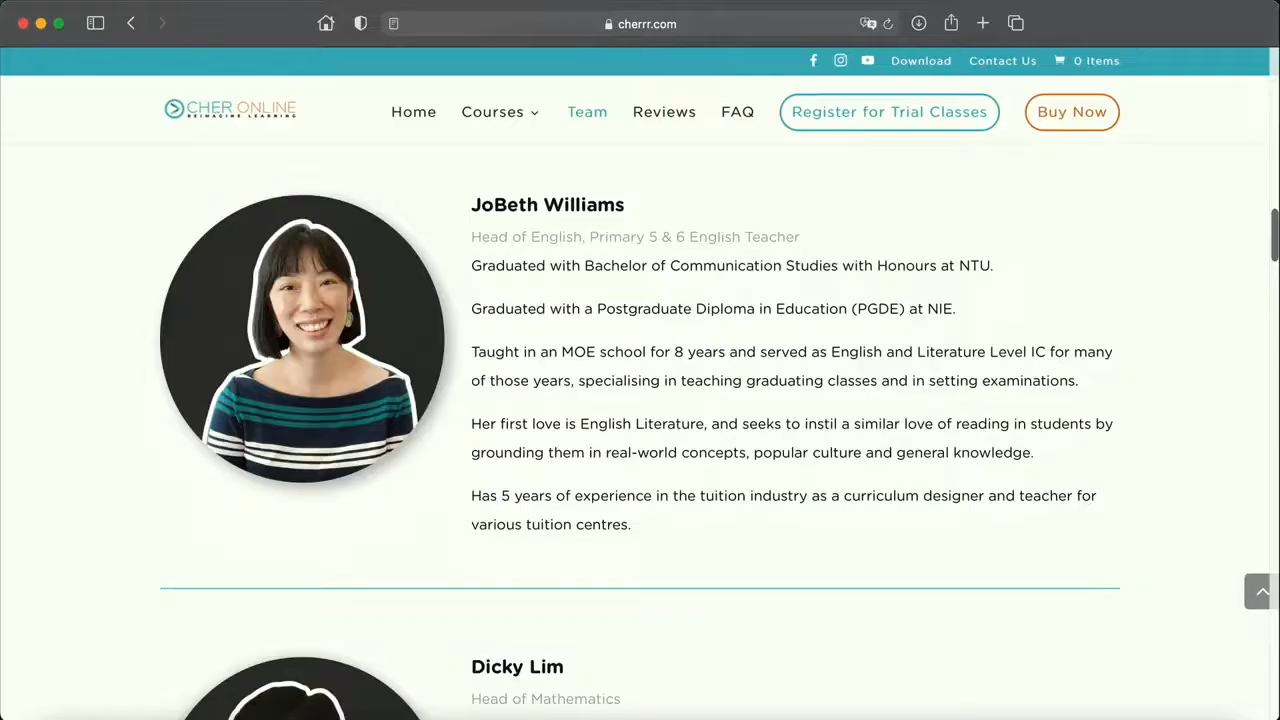 cherrr.com
Download Contact Us 0 Items
CHER ONLINE
REIMAGINE LEARNING
Home Courses Team Reviews FAQ Register for Trial Classes Buy Now
JoBeth Williams
Head of English, Primary 5 & 6 English Teacher
Graduated with Bachelor of Communication Studies with Honours at NTU.
Graduated with a Postgraduate Diploma in Education (PGDE) at NIE.
Taught in an MOE school for 8 years and served as English and Literature Level IC for many
of those years, specialising in teaching graduating classes and in setting examinations.
Her first love is English Literature, and seeks to instil a similar love of reading in students by
grounding them in real-world concepts, popular culture and general knowledge.
Has 5 years of experience in the tuition industry as a curriculum designer and teacher for
various tuition centres.
Dicky Lim
Head of Mathematics